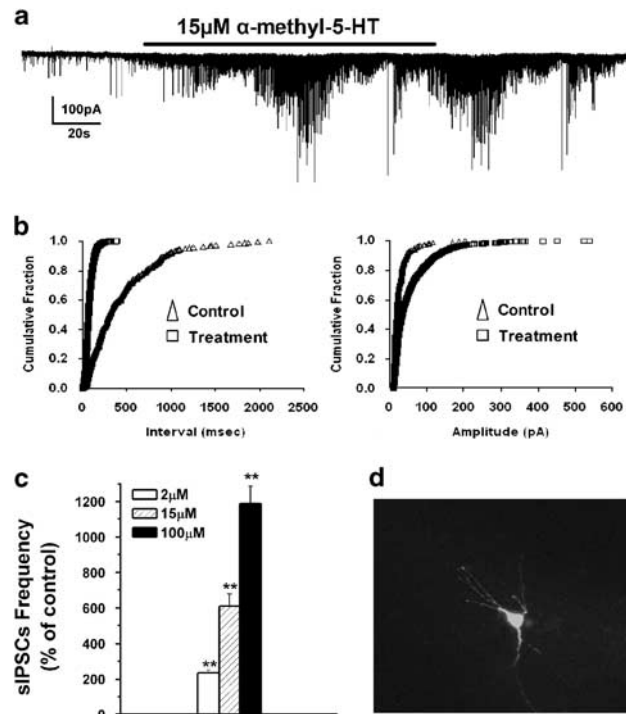 a
15μM α-methyl-5-HT
100pA
20s
b
1.0
0.8
0.6
0.4
0.2
0.0
Cumulative Fraction
Control
Treatment
0 500 1000 1500 2000 2500
Interval (msec)
1.0
0.8
0.6
0.4
0.2
0.0
Cumulative Fraction
Control
Treatment
0 100 200 300 400 500 600
Amplitude (pA)
c
sIPSCs Frequency
(% of control)
1200
1000
800
600
400
200
0
2μM
15μM
100μM
**
**
**
d